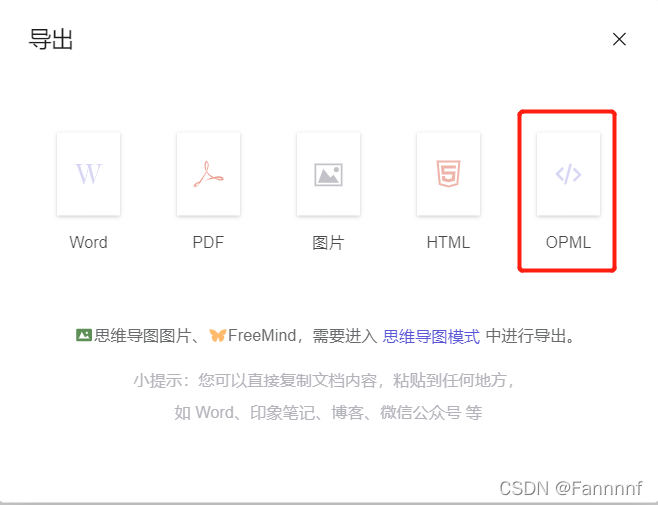 导出
W
Word
PDF
图片
5
HTML
</>
OPML
思维导图图片、FreeMind，需要进入 思维导图模式 中进行导出。
小提示：您可以直接复制文档内容，粘贴到任何地方，
如 Word、印象笔记、博客、微信公众号 等
CSDN @Fannnnf